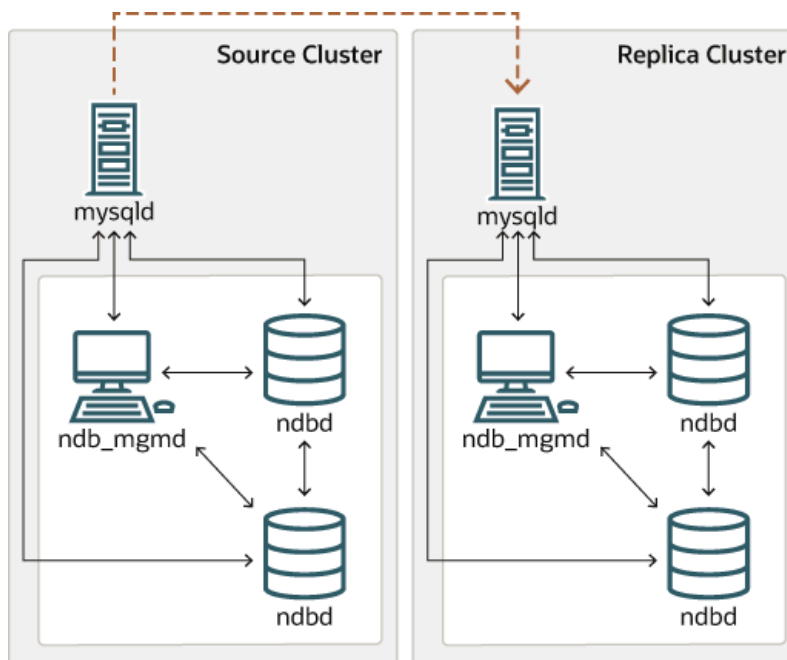 Source Cluster
mysqld
ndb_mgmd
ndbd
ndbd
Replica Cluster
mysqld
ndb_mgmd
ndbd
ndbd